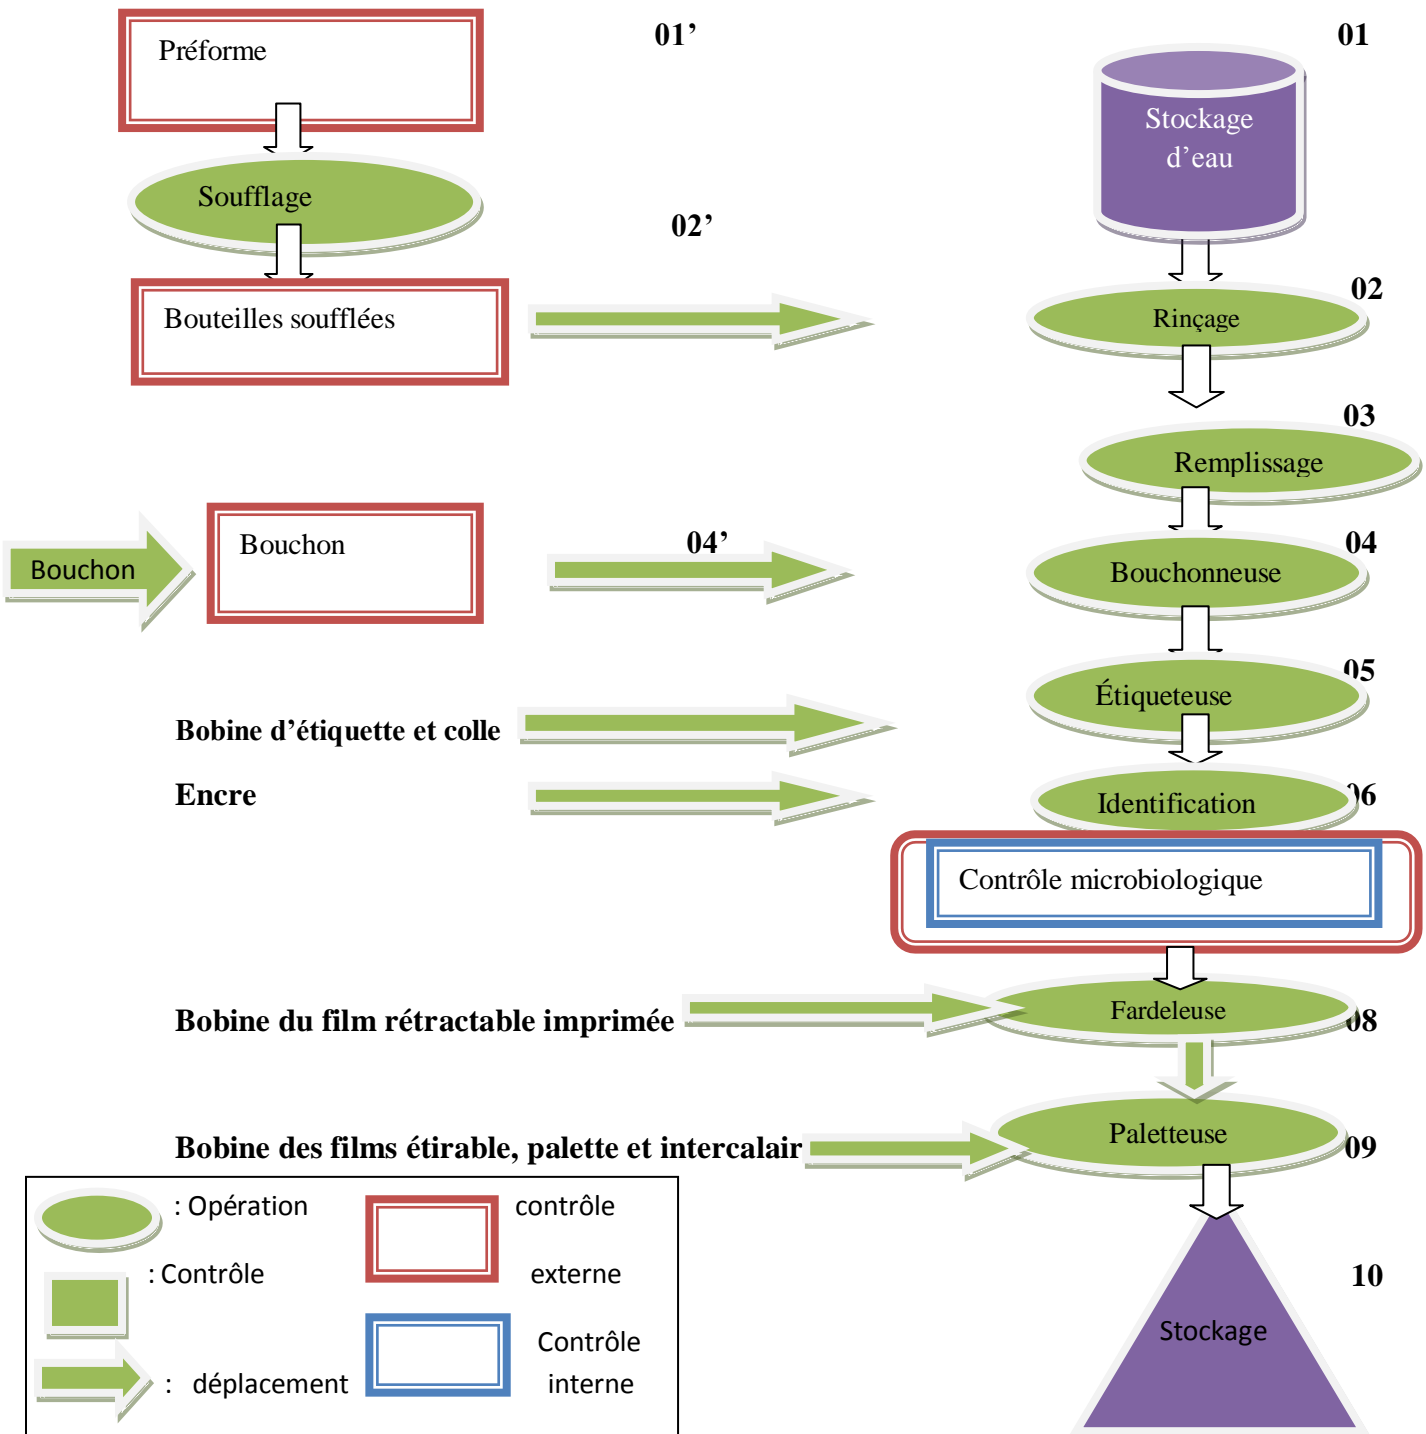 Préforme
01’
01
Stockage
d’eau
Soufflage
02’
Bouteilles soufflées
02
Rinçage
03
Remplissage
Bouchon
Bouchon
04’
04
Bouchonneuse
05
Étiqueteuse
Bobine d’étiquette et colle
Encre
06
Identification
Contrôle microbiologique
Bobine du film rétractable imprimée
Fardeleuse
08
Bobine des films étirable, palette et intercalair
Paletteuse
09
: Opération
contrôle
externe
: Contrôle
Contrôle
interne
: déplacement
10
Stockage